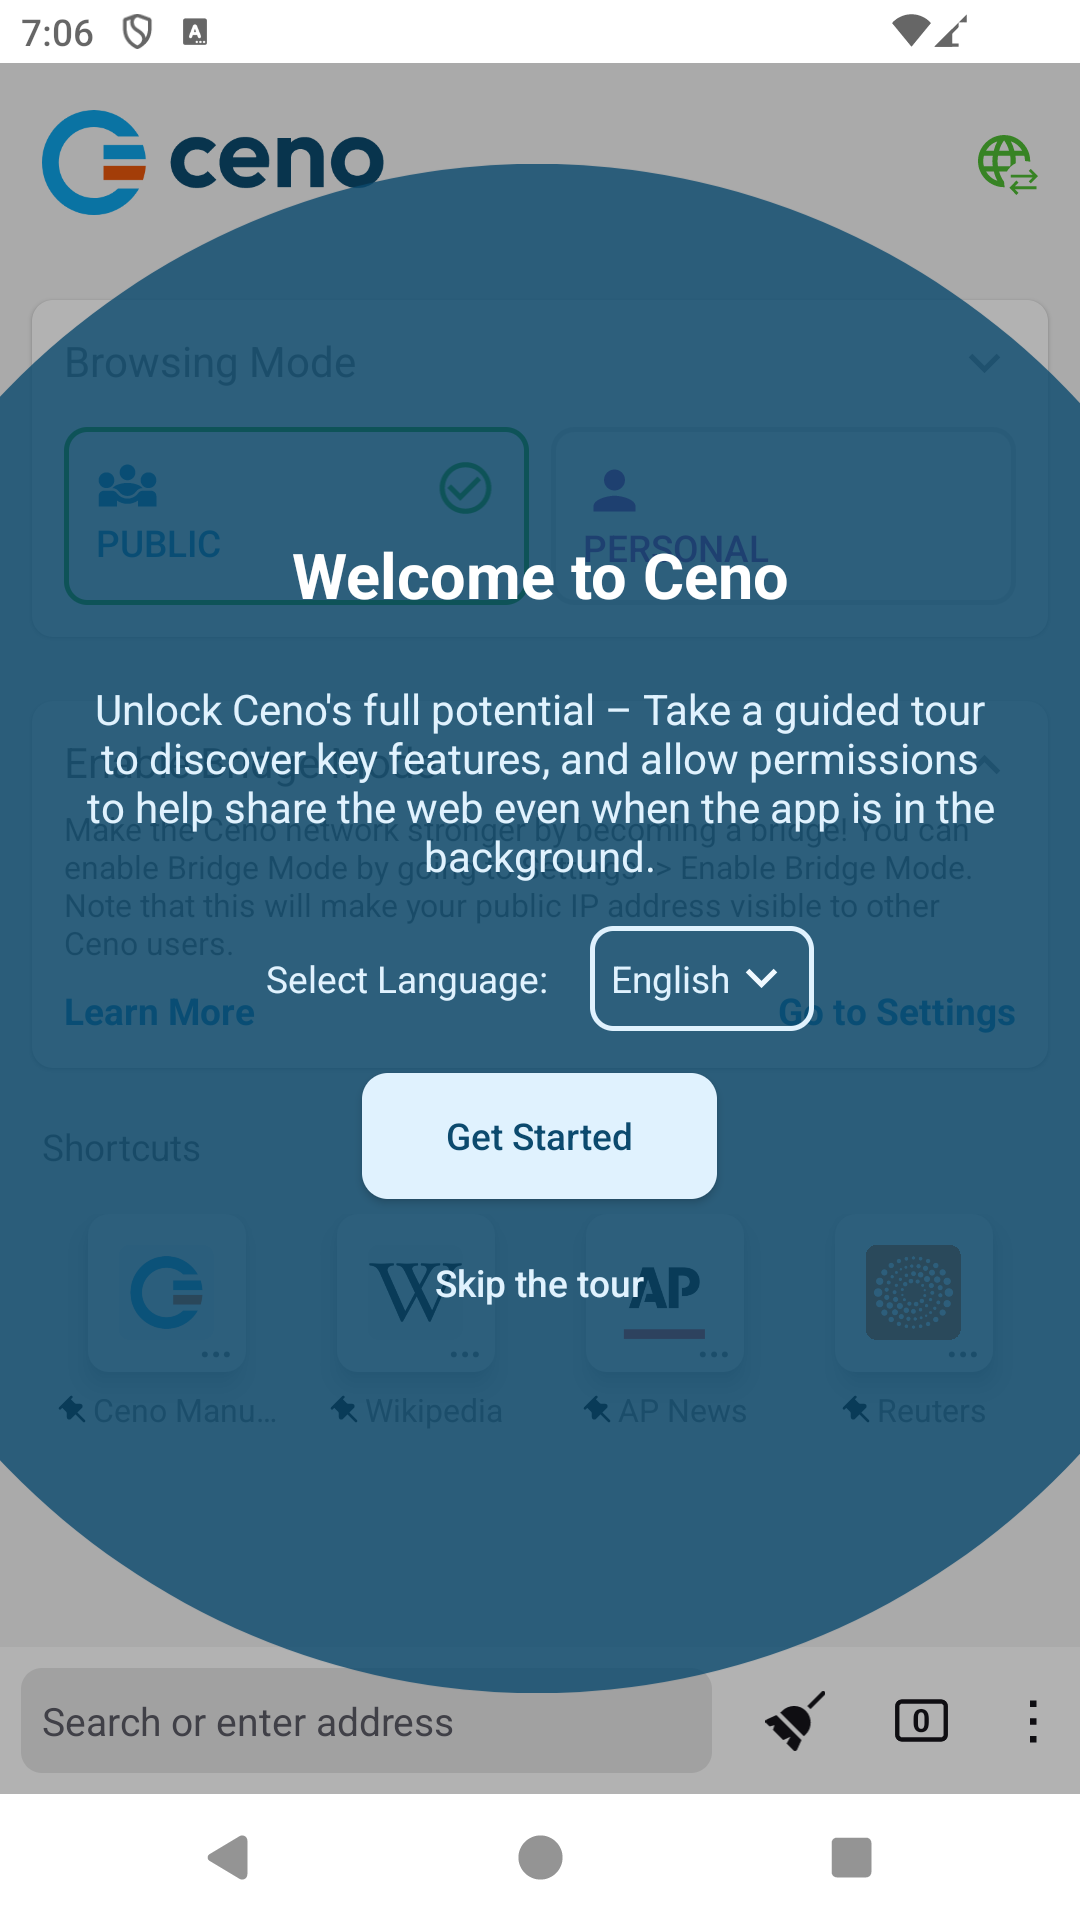 7:06
ceno
Browsing Mode
PUBLIC
PERSONAL
Welcome to Ceno
Unlock Ceno's full potential – Take a guided tour
to discover key features, and allow permissions
to help share the web even when the app is in the
background.
Enable Bridge Mode
Make the Ceno network stronger by becoming a bridge! You can
enable Bridge Mode by going to Settings -> Enable Bridge Mode.
Note that this will make your public IP address visible to other
Ceno users.
Select Language:
English
Learn More
Go to Settings
Get Started
Shortcuts
Skip the tour
W
AP
Ceno Manu...
Wikipedia
AP News
Reuters
Search or enter address
0